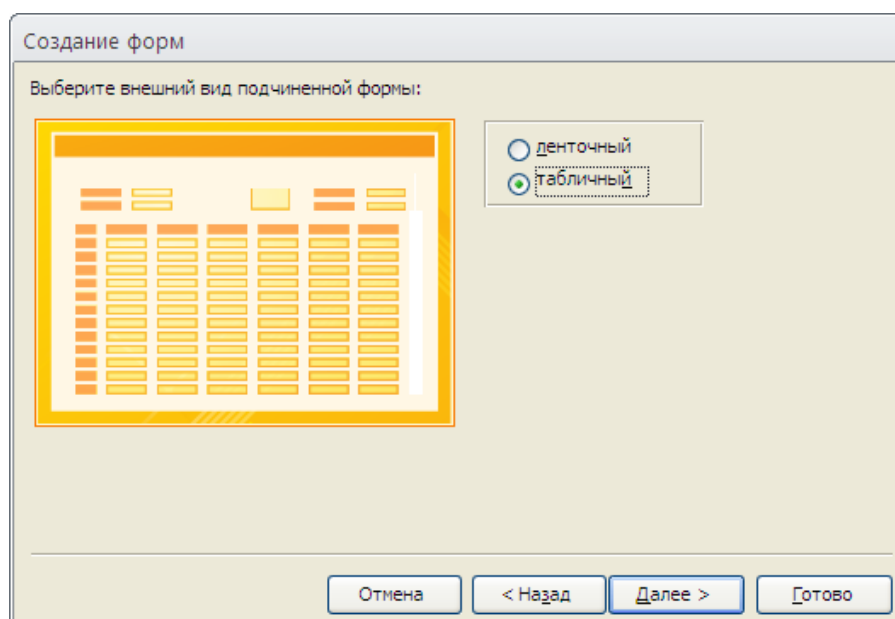 Создание форм
Выберите внешний вид подчиненной формы:
ленточный
табличный
Отмена
< Назад
Далее >
Готово